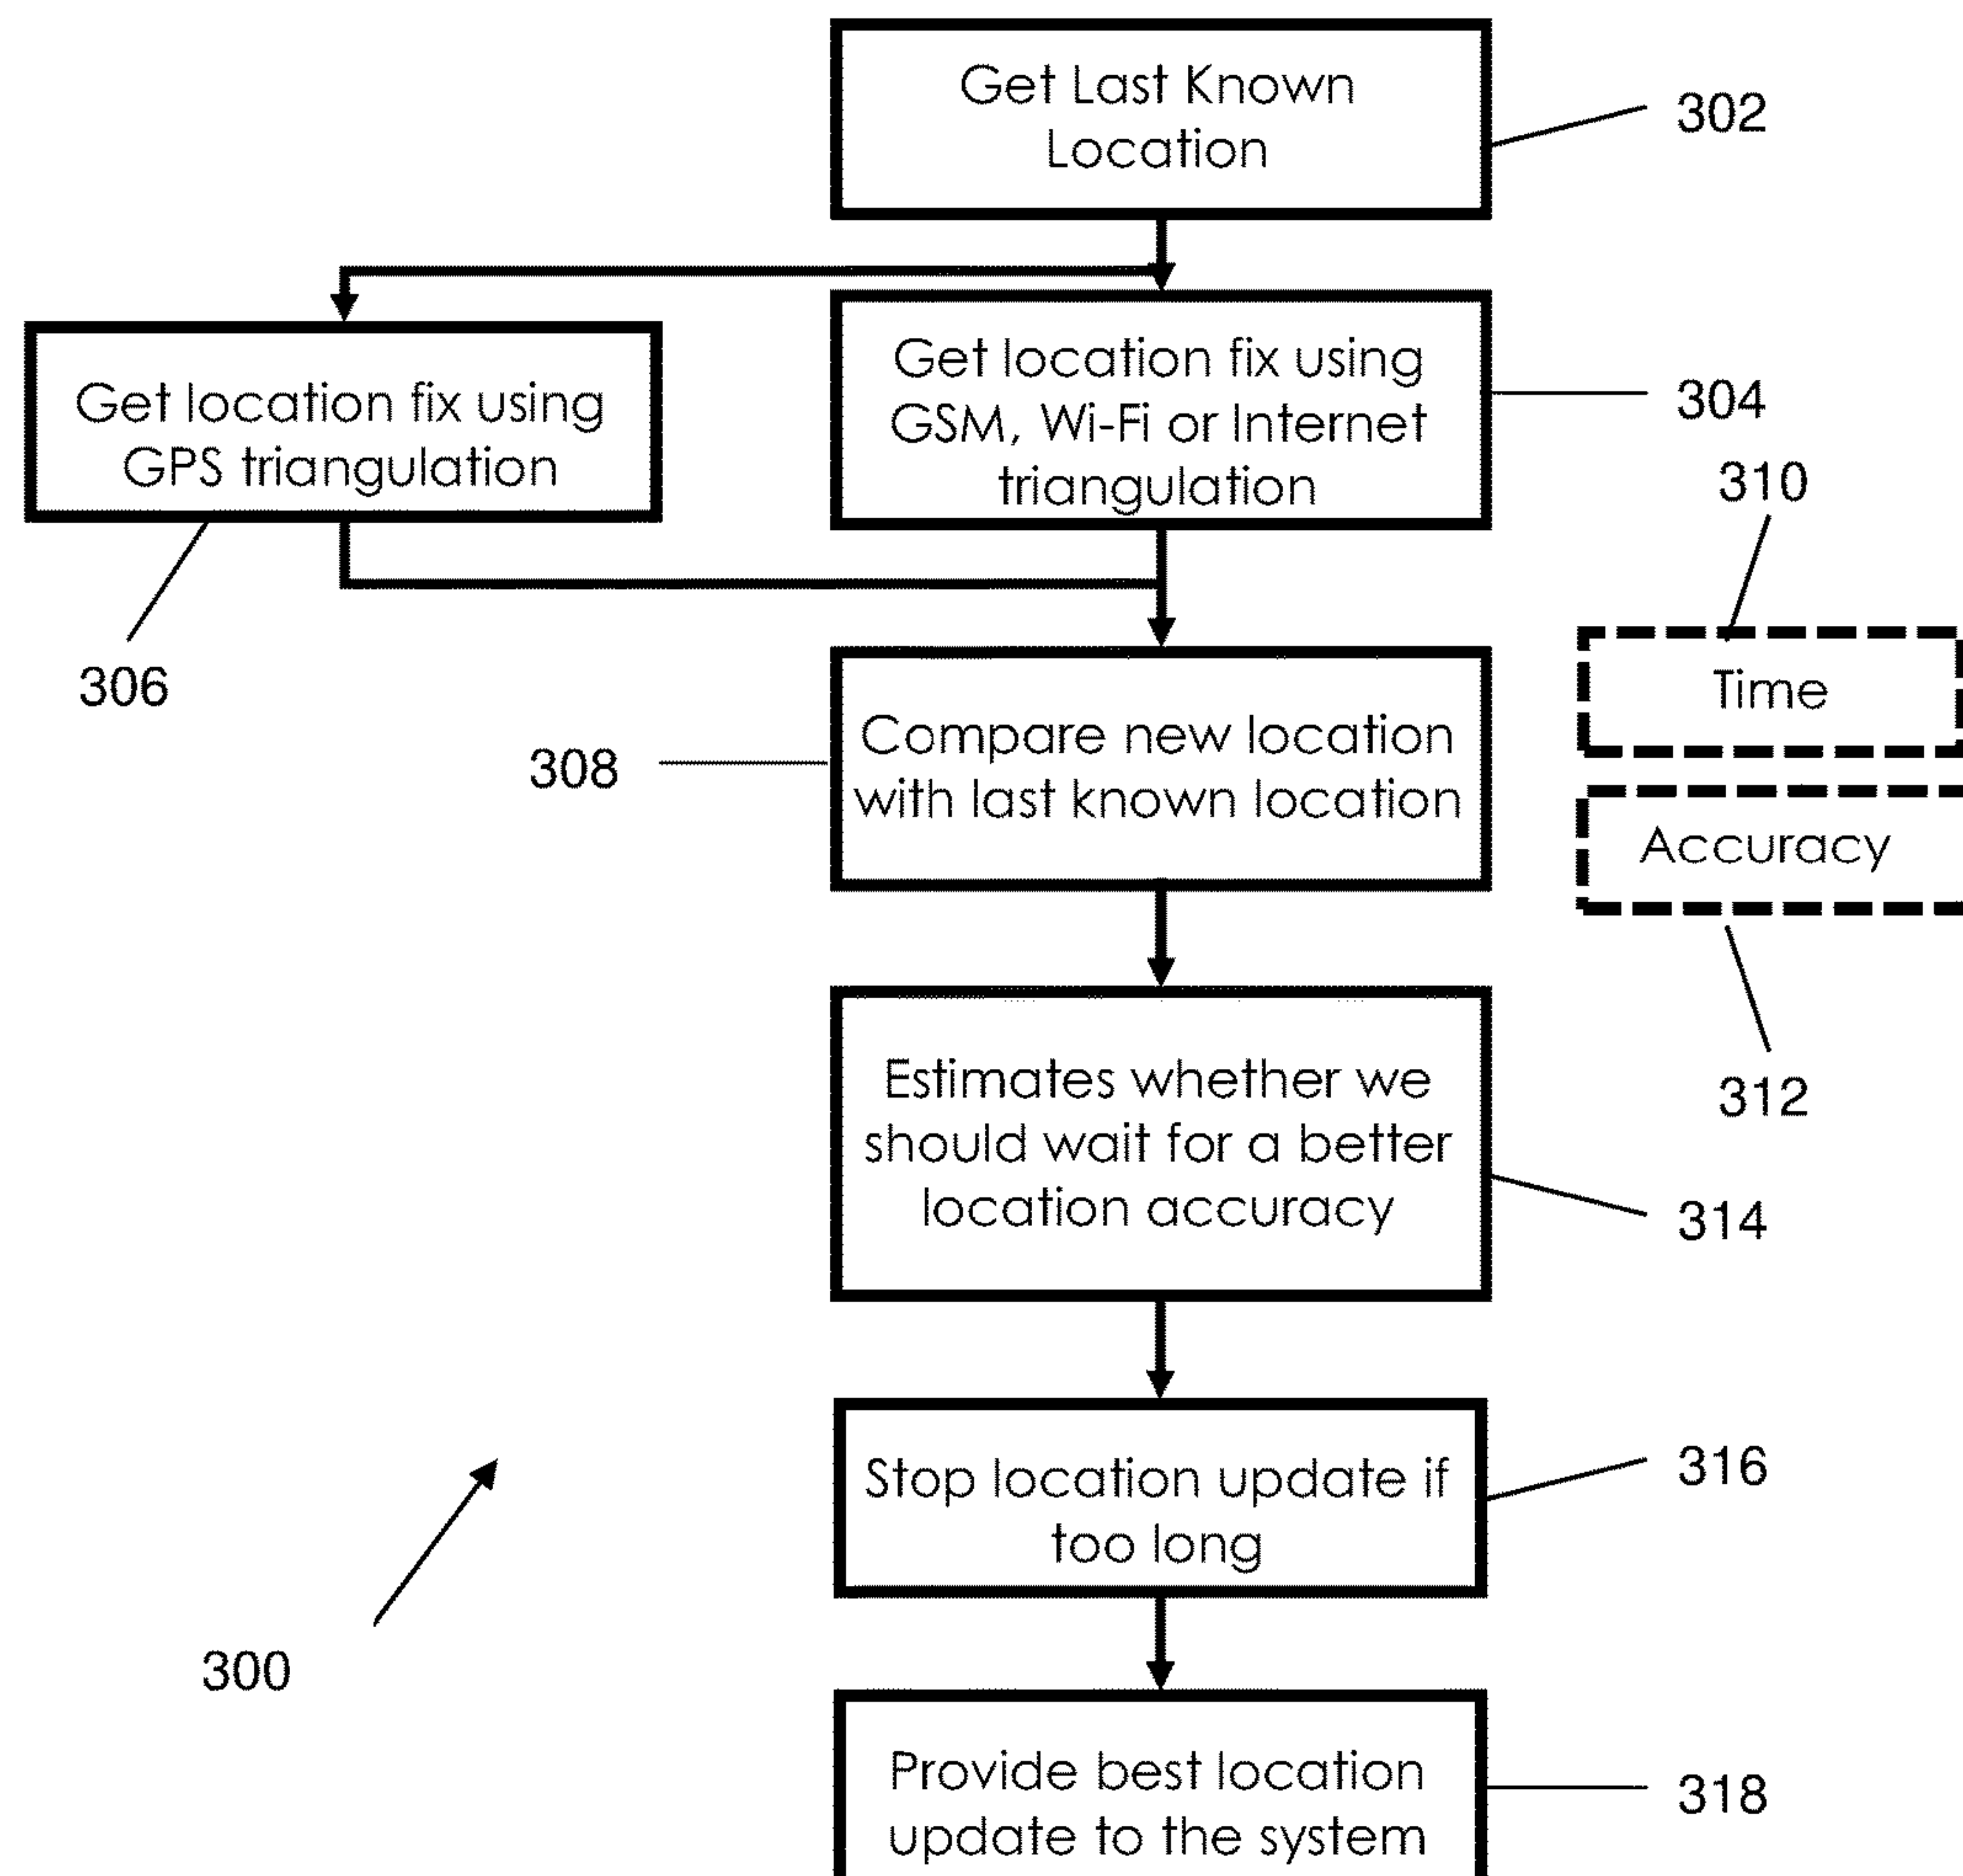 Get Last Known
Location
302
Get location fix using
GPS triangulation
306
Get location fix using
GSM, Wi-Fi or Internet
triangulation
304
310
Time
Accuracy
312
308
Compare new location
with last known location
Estimates whether we
should wait for a better
location accuracy
314
Stop location update if
too long
316
300
Provide best location
update to the system
318